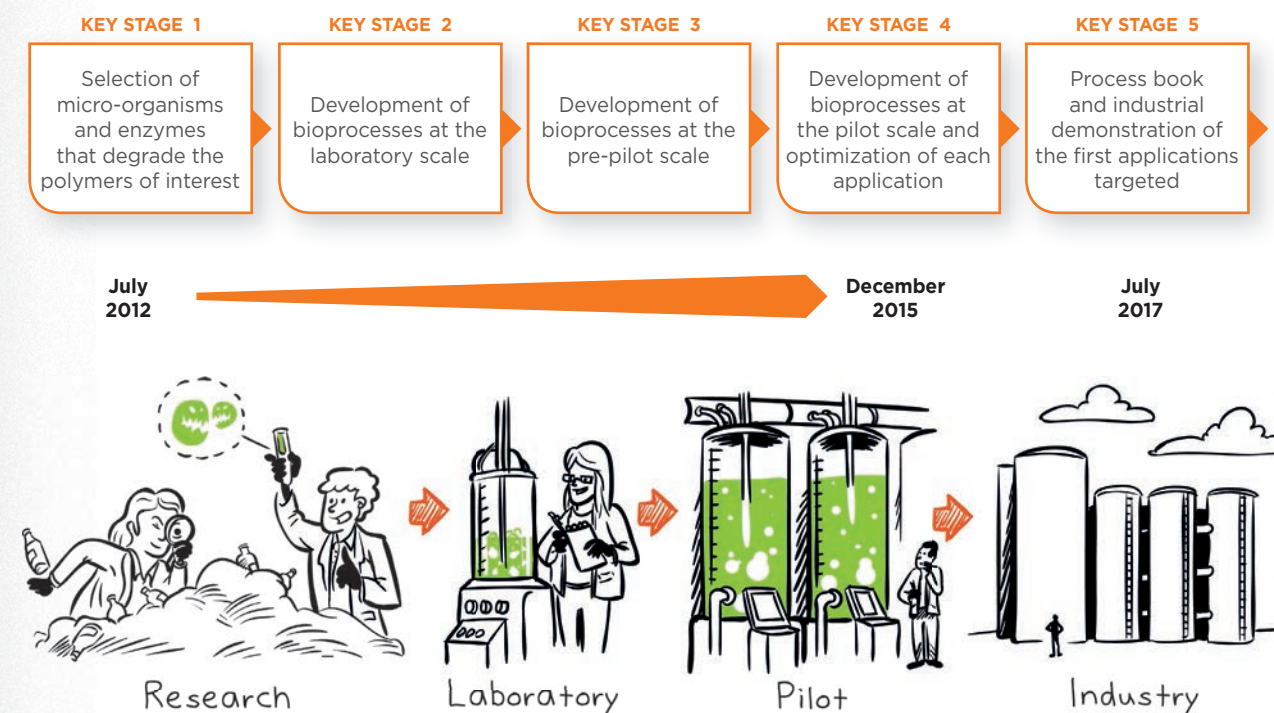 KEY STAGE 1
KEY STAGE 2
KEY STAGE 3
KEY STAGE 4
KEY STAGE 5
Selection of
micro-organisms
and enzymes
that degrade the
polymers of interest
Development of
bioprocesses at the
laboratory scale
Development of
bioprocesses at the
pre-pilot scale
Development of
bioprocesses at
the pilot scale and
optimization of each
application
Process book
and industrial
demonstration of
the first applications
targeted
July
2012
December
2015
July
2017
Research
Laboratory
Pilot
Industry